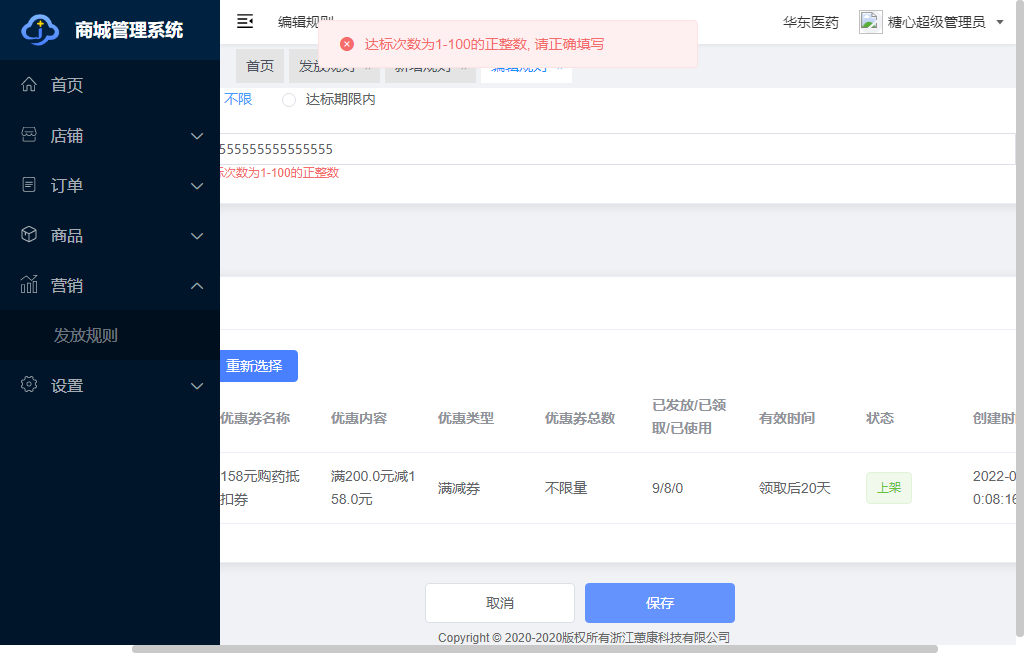 商城管理系统
首页
店铺
订单
商品
营销
发放规则
设置
编辑规则
华东医药
糖心超级管理员
达标次数为1-100的正整数, 请正确填写
首页
发放规则
新增规则
编辑规则
不限
达标期限内
555555555555555
标次数为1-100的正整数
重新选择
优惠券名称 优惠内容 优惠类型 优惠券总数 已发放/已领取/已使用 有效时间 状态 创建时
158元购药抵扣券 满200.0元减158.0元 满减券 不限量 9/8/0 领取后20天 上架 2022-0
0:08:16
取消
保存
Copyright © 2020-2020版权所有浙江蒽康科技有限公司